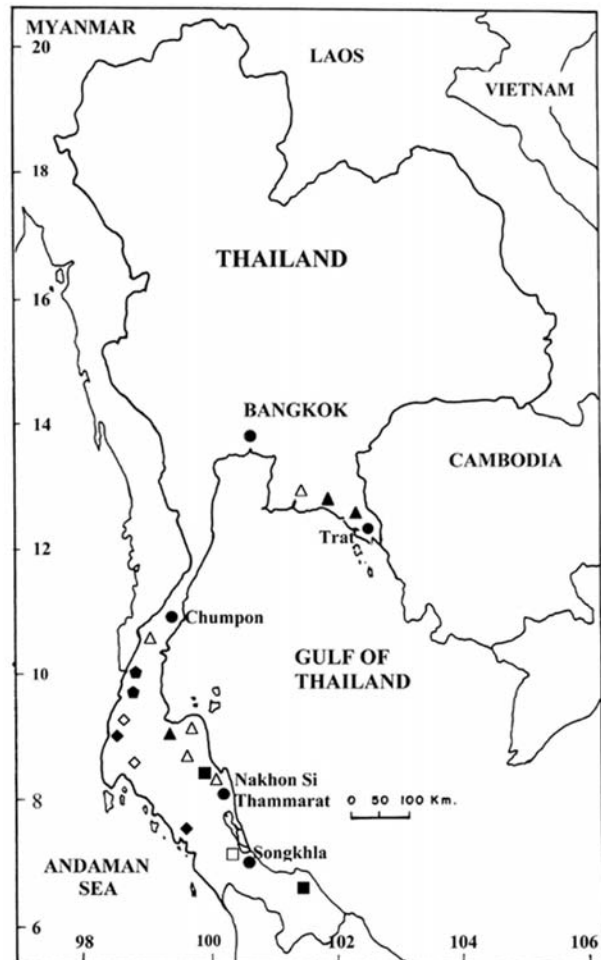 MYANMAR
20
LAOS
VIETNAM
18
THAILAND
16
BANGKOK
14
CAMBODIA
Trat
12
Chumpon
GULF OF
THAILAND
10
Nakhon Si
Thammarat
0 50 100 Km.
8
Songkhla
ANDAMAN
SEA
6
98 100 102 104 106